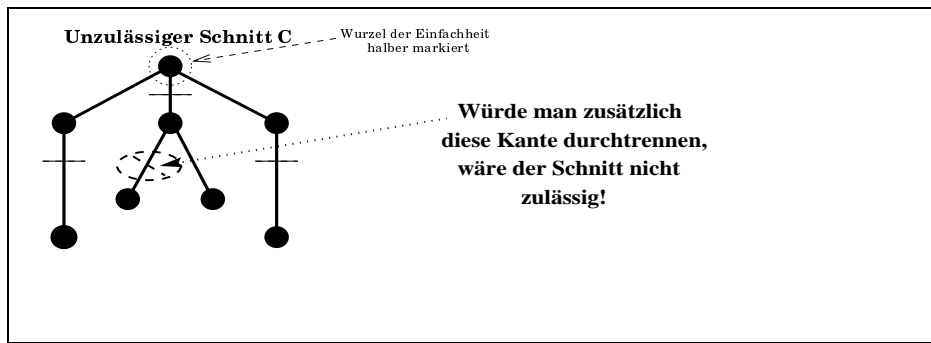 Unzulässiger Schnitt C
Wurzel der Einfachheit
halber markiert
Würde man zusätzlich
diese Kante durchtrennen,
wäre der Schnitt nicht
zulässig!